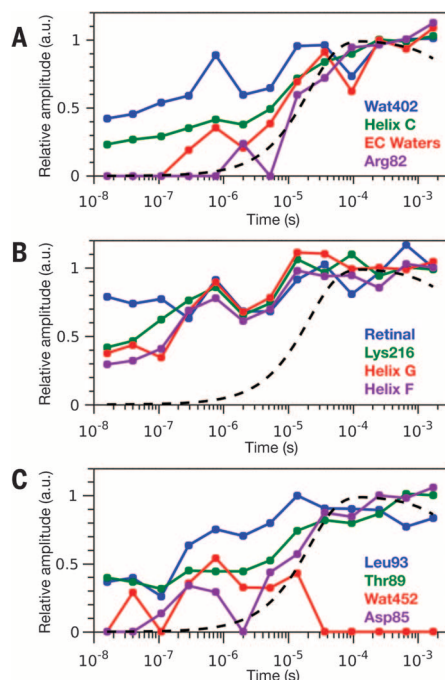 A
Relative amplitude (a.u.)
1
0.5
0
Wat402
Helix C
EC Waters
Arg82
10-8 10-7 10-6 10-5 10-4 10-3
Time (s)
B
Relative amplitude (a.u.)
1
0.5
0
Retinal
Lys216
Helix G
Helix F
10-8 10-7 10-6 10-5 10-4 10-3
Time (s)
C
Relative amplitude (a.u.)
1
0.5
0
Leu93
Thr89
Wat452
Asp85
10-8 10-7 10-6 10-5 10-4 10-3
Time (s)